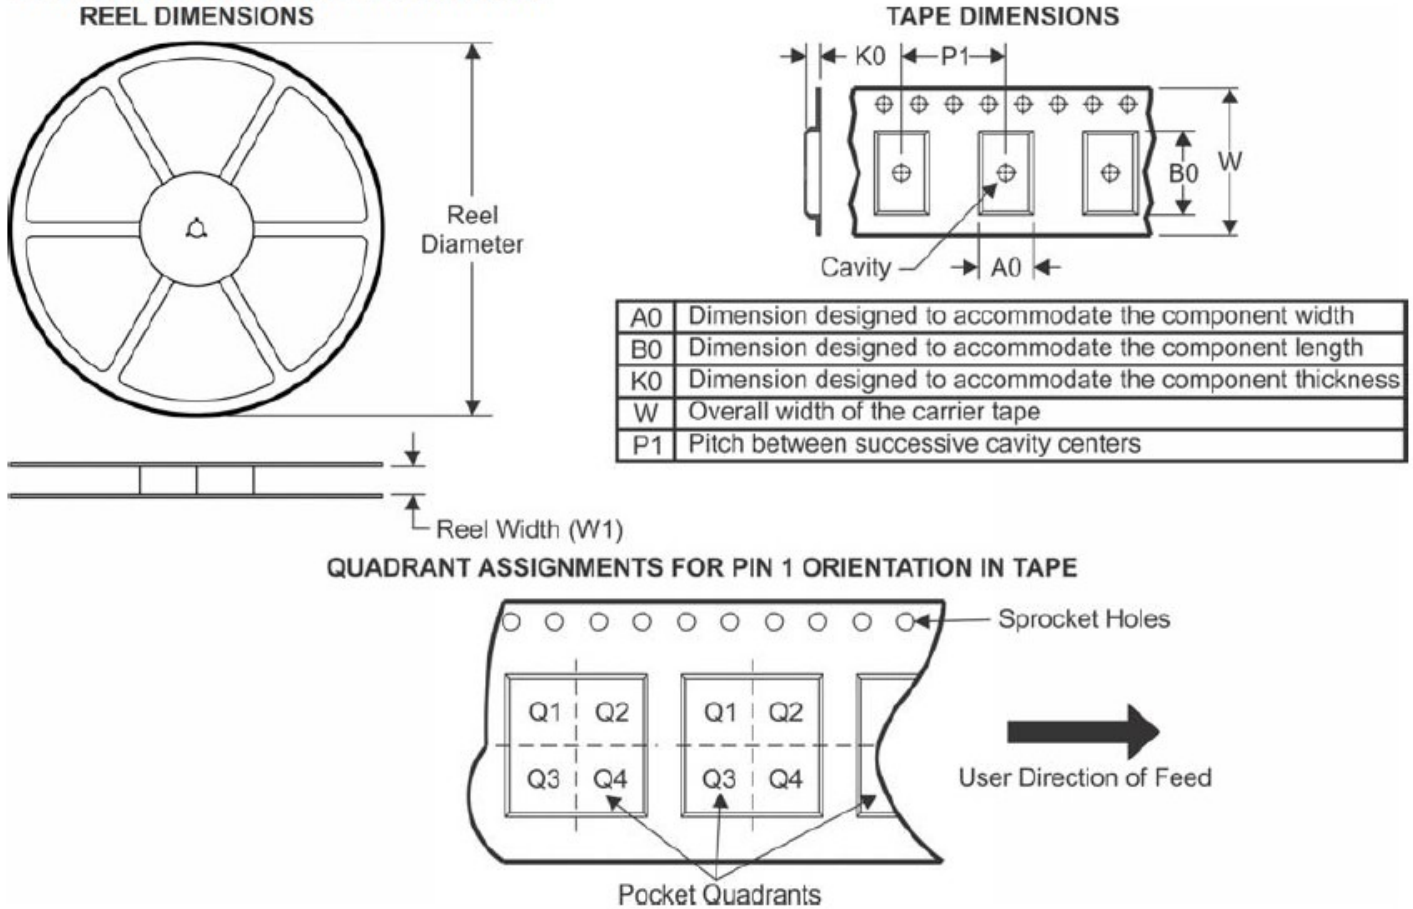 REEL DIMENSIONS
TAPE DIMENSIONS
K0
P1
B0
W
Reel
Diameter
Cavity
A0
A0 Dimension designed to accommodate the component width
B0 Dimension designed to accommodate the component length
K0 Dimension designed to accommodate the component thickness
W Overall width of the carrier tape
P1 Pitch between successive cavity centers
Reel Width (W1)
QUADRANT ASSIGNMENTS FOR PIN 1 ORIENTATION IN TAPE
Sprocket Holes
Q1 Q2 Q1 Q2
Q3 Q4 Q3 Q4
User Direction of Feed
Pocket Quadrants